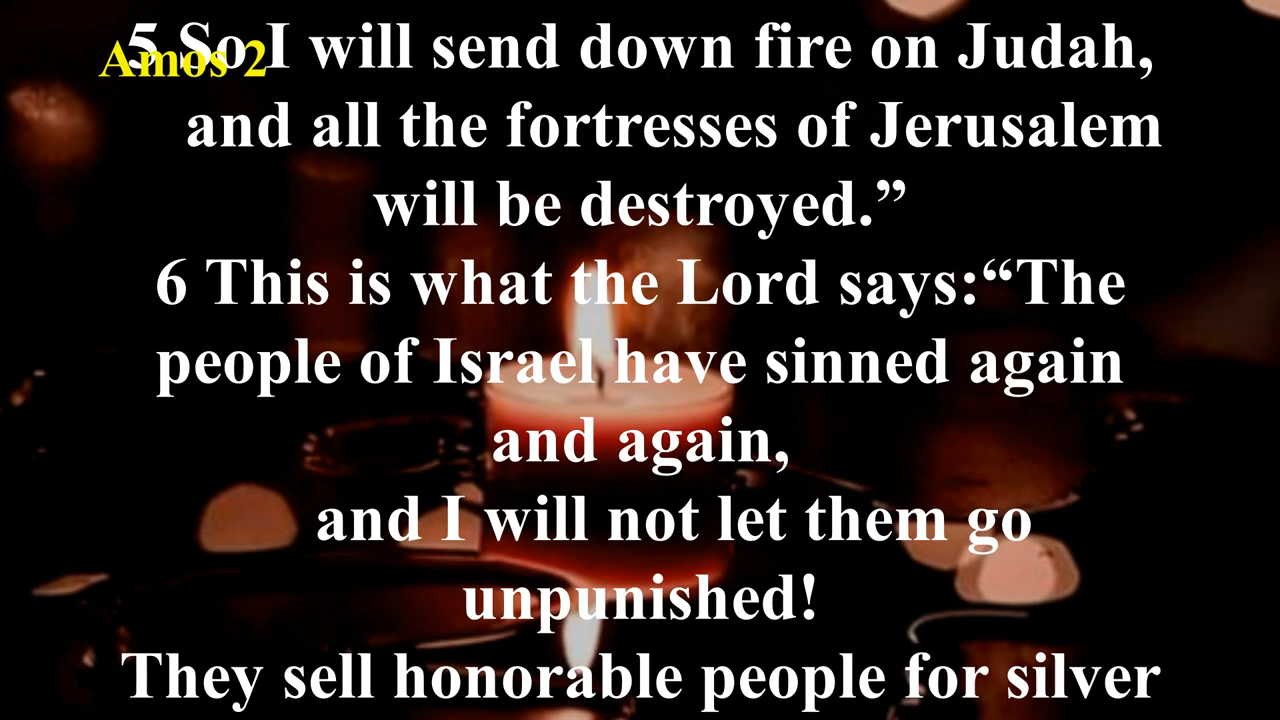 Amos 2
5 So I will send down fire on Judah,
and all the fortresses of Jerusalem
will be destroyed.”
6 This is what the Lord says:“The
people of Israel have sinned again
and again,
and I will not let them go
unpunished!
They sell honorable people for silver